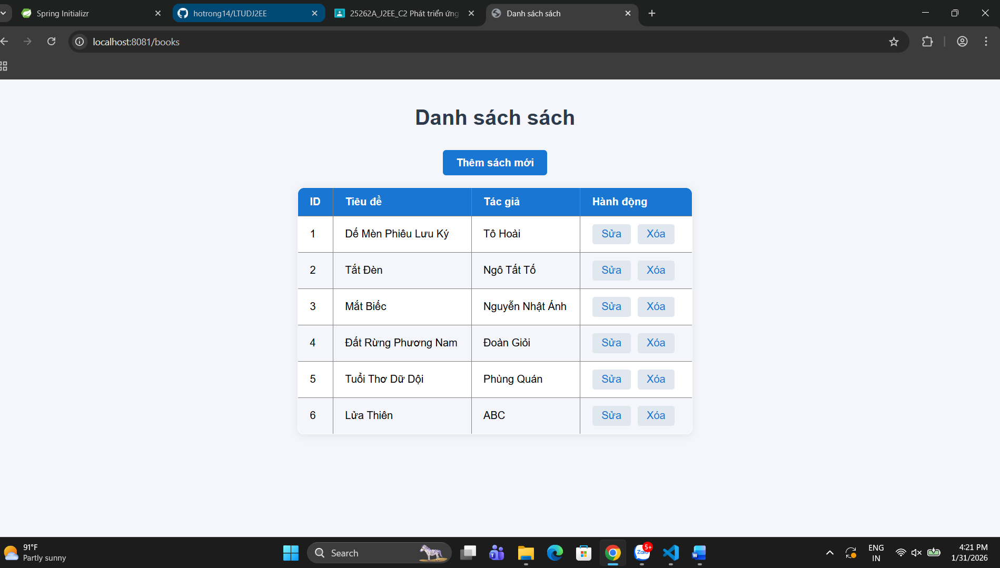 Spring Initializr
hotrong14/LTUDJ2EE
25262A_J2EE_C2 Phát triển ứng
Danh sách sách
localhost:8081/books
Danh sách sách
Thêm sách mới
ID Tiêu đề Tác giả Hành động
1 Dế Mèn Phiêu Lưu Ký Tô Hoài Sửa Xóa
2 Tắt Đèn Ngô Tất Tố Sửa Xóa
3 Mắt Biếc Nguyễn Nhật Ánh Sửa Xóa
4 Đất Rừng Phương Nam Đoàn Giỏi Sửa Xóa
5 Tuổi Thơ Dữ Dội Phùng Quán Sửa Xóa
6 Lửa Thiên ABC Sửa Xóa
91°F
Partly sunny
Search
T
Zalo
5+
W
ENG
IN
4:21 PM
1/31/2026